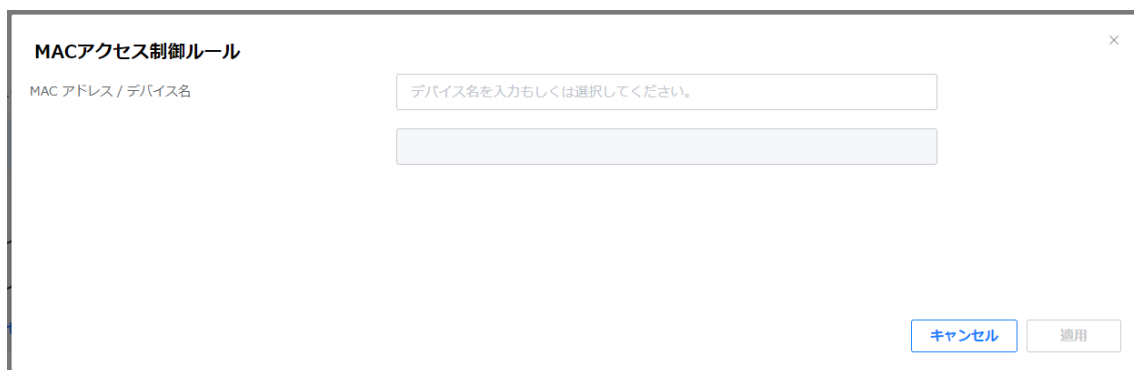 MACアクセス制御ルール
×
MAC アドレス / デバイス名
デバイス名を入力もしくは選択してください。
キャンセル
適用